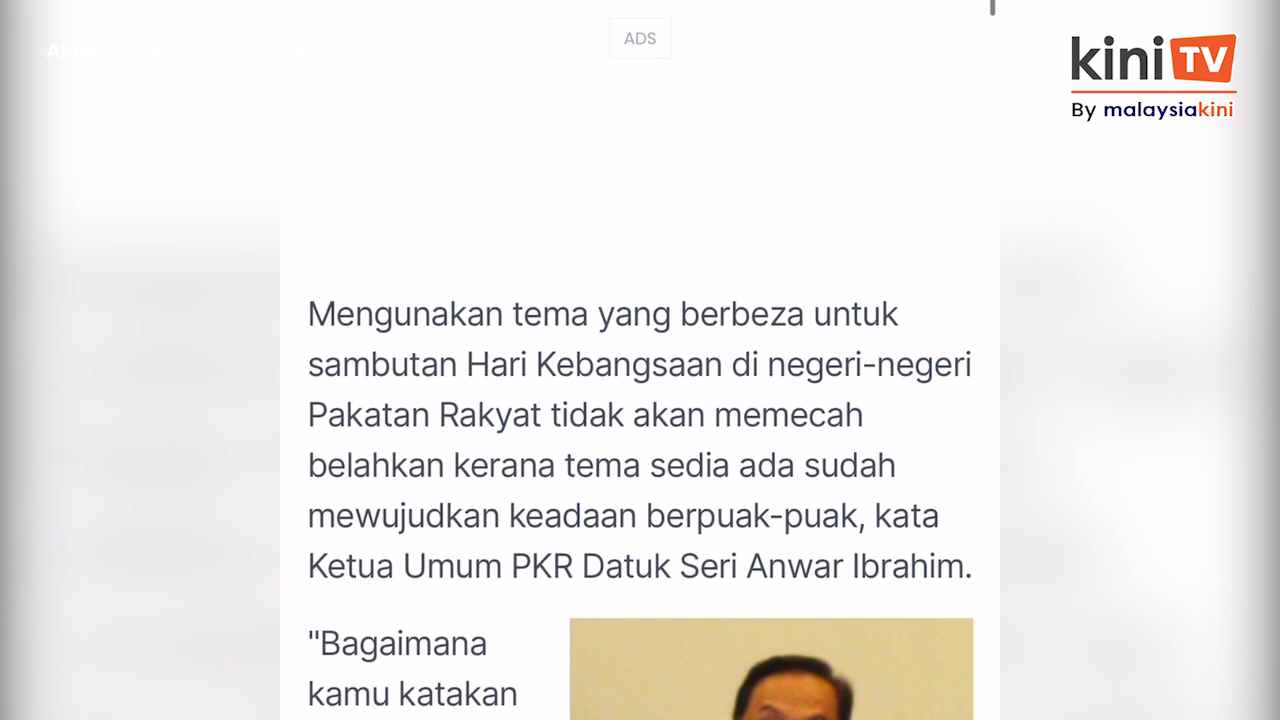 ADS
kini TV
By malaysiakini
Mengunakan tema yang berbeza untuk
sambutan Hari Kebangsaan di negeri-negeri
Pakatan Rakyat tidak akan memecah
belahkan kerana tema sedia ada sudah
mewujudkan keadaan berpuak-puak, kata
Ketua Umum PKR Datuk Seri Anwar Ibrahim.
"Bagaimana
kamu katakan